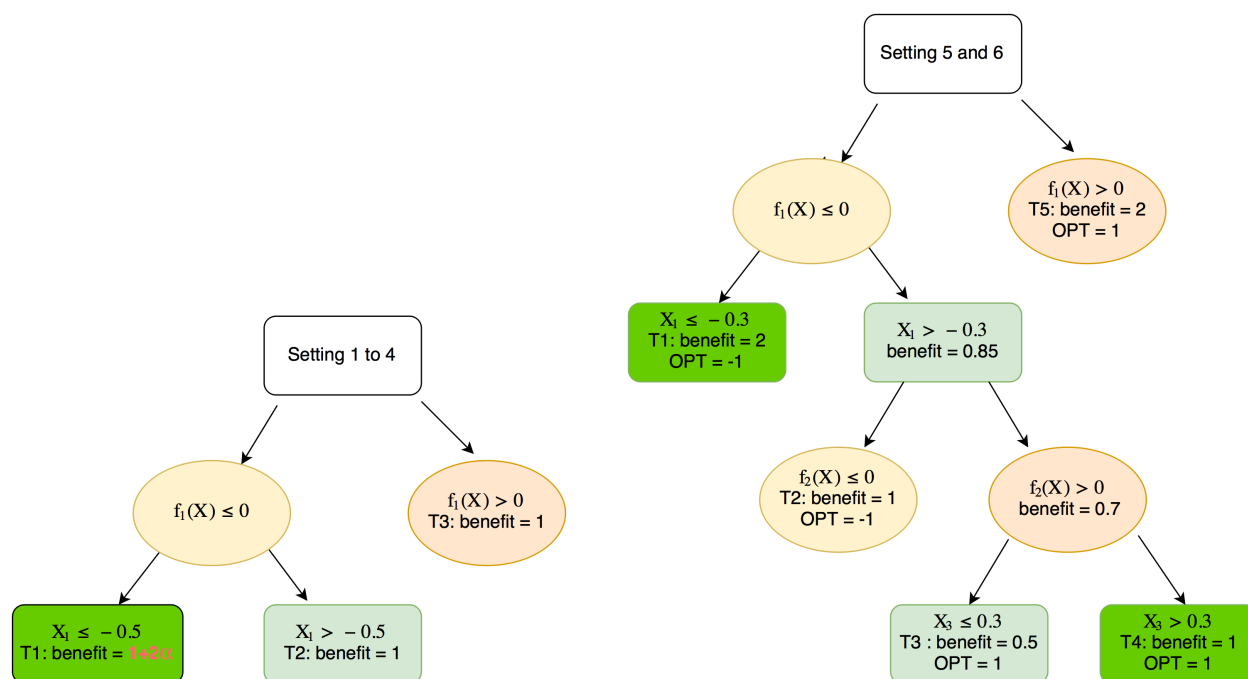 Setting 5 and 6
f₁(X) ≤ 0
f₁(X) > 0
T5: benefit = 2
OPT = 1
X₁ ≤ − 0.3
T1: benefit = 2
OPT = -1
X₁ > − 0.3
benefit = 0.85
f₂(X) ≤ 0
T2: benefit = 1
OPT = -1
f₂(X) > 0
benefit = 0.7
X₃ ≤ 0.3
T3 : benefit = 0.5
OPT = 1
X₃ > 0.3
T4: benefit = 1
OPT = 1
Setting 1 to 4
f₁(X) ≤ 0
f₁(X) > 0
T3: benefit = 1
X₁ ≤ − 0.5
T1: benefit = 1+2α
X₁ > − 0.5
T2: benefit = 1